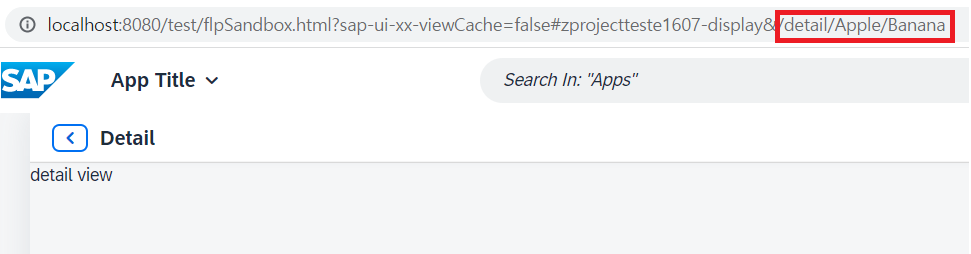 localhost:8080/test/flpSandbox.html?sap-ui-xx-viewCache=false#zprojectteste1607-display&/detail/Apple/Banana
SAP App Title Search In: "Apps"
Detail
detail view